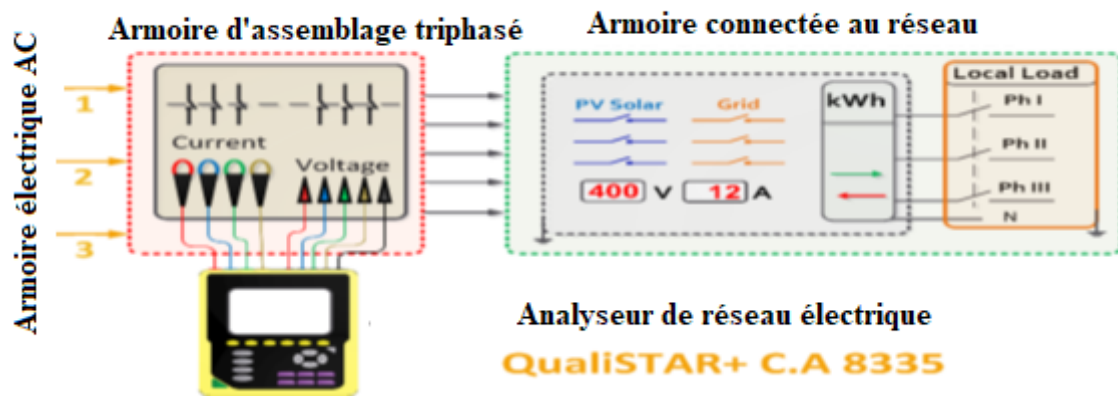 Armoire électrique AC
Armoire d'assemblage triphasé
Armoire connectée au réseau
1
2
3
Current
Voltage
PV Solar
Grid
400 V
12 A
kWh
Local Load
Ph I
Ph II
Ph III
N
Analyseur de réseau électrique
QualiSTAR+ C.A 8335